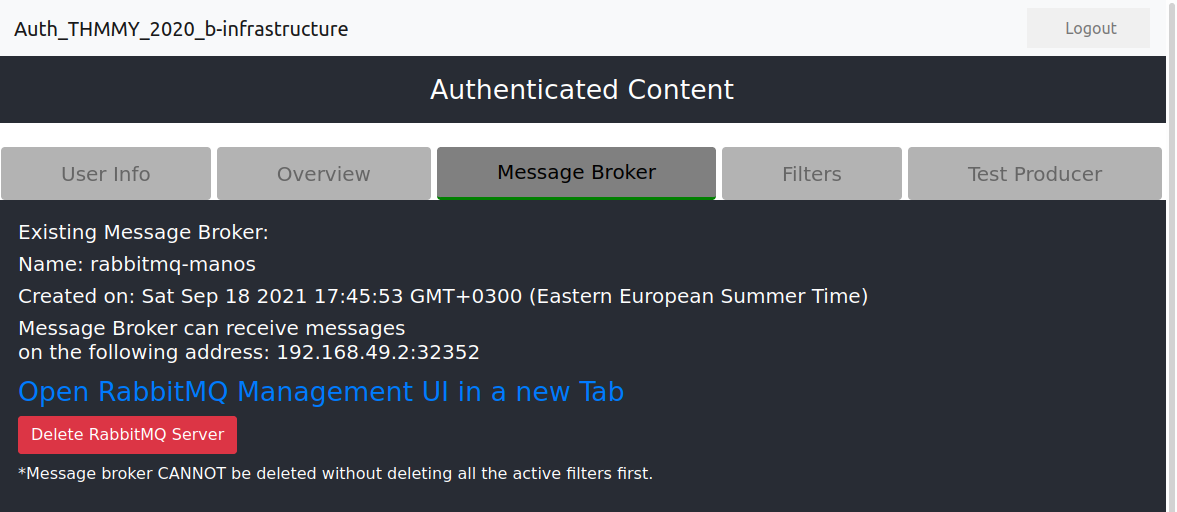 Auth_THMMY_2020_b-infrastructure
Logout
Authenticated Content
User Info
Overview
Message Broker
Filters
Test Producer
Existing Message Broker:
Name: rabbitmq-manos
Created on: Sat Sep 18 2021 17:45:53 GMT+0300 (Eastern European Summer Time)
Message Broker can receive messages
on the following address: 192.168.49.2:32352
Open RabbitMQ Management UI in a new Tab
Delete RabbitMQ Server
*Message broker CANNOT be deleted without deleting all the active filters first.